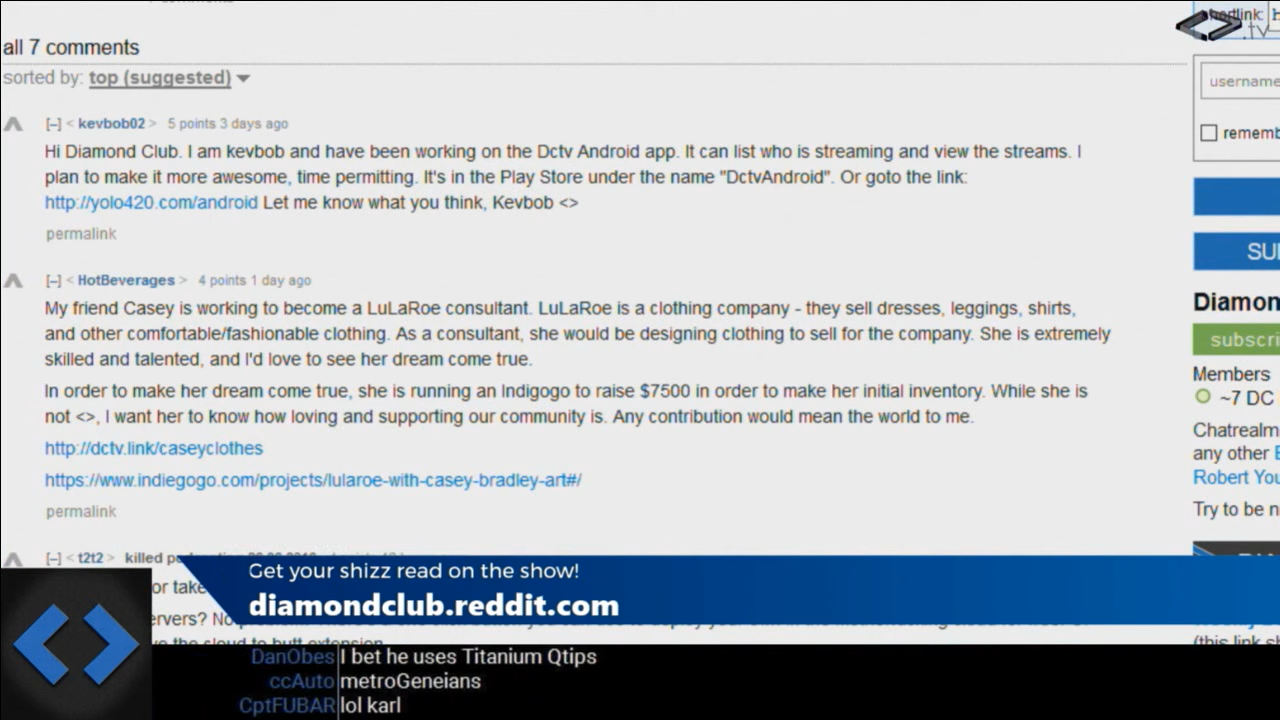 hortlink:
.tv
all 7 comments
sorted by: top (suggested)
username
rememb
[–] < kevbob02 > 5 points 3 days ago
Hi Diamond Club. I am kevbob and have been working on the Dctv Android app. It can list who is streaming and view the streams. I
plan to make it more awesome, time permitting. It's in the Play Store under the name "DctvAndroid". Or goto the link:
http://yolo420.com/android Let me know what you think, Kevbob <>
permalink
SU
[–] < HotBeverages > 4 points 1 day ago
My friend Casey is working to become a LuLaRoe consultant. LuLaRoe is a clothing company - they sell dresses, leggings, shirts,
and other comfortable/fashionable clothing. As a consultant, she would be designing clothing to sell for the company. She is extremely
skilled and talented, and I'd love to see her dream come true.
In order to make her dream come true, she is running an Indigogo to raise $7500 in order to make her initial inventory. While she is
not <>, I want her to know how loving and supporting our community is. Any contribution would mean the world to me.
http://dctv.link/caseyclothes
https://www.indiegogo.com/projects/lularoe-with-casey-bradley-art#/
permalink
Diamon
subscri
Members
~7 DC
Chatrealm
any other
Robert You
Try to be n
[–] < t2t2 > killed
or take
ervers?
Get your shizz read on the show!
diamondclub.reddit.com
(this link sh
DanObes I bet he uses Titanium Qtips
ccAuto metroGeneians
CptFUBAR lol karl